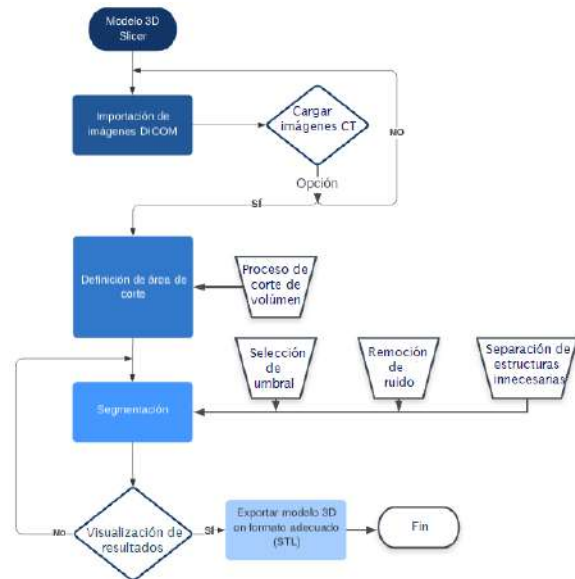 Modelo 3D
Slicer
Importación de
imágenes DICOM
Cargar
imágenes CT
NO
Opción
SÍ
Definición de área de
corte
Proceso de
corte de
volúmen
Selección
de
umbral
Remoción
de
ruido
Separación de
estructuras
innecesarias
Segmentación
Visualización de
resultados
No
SÍ
Exportar modelo 3D
en formato adecuado
(STL)
Fin